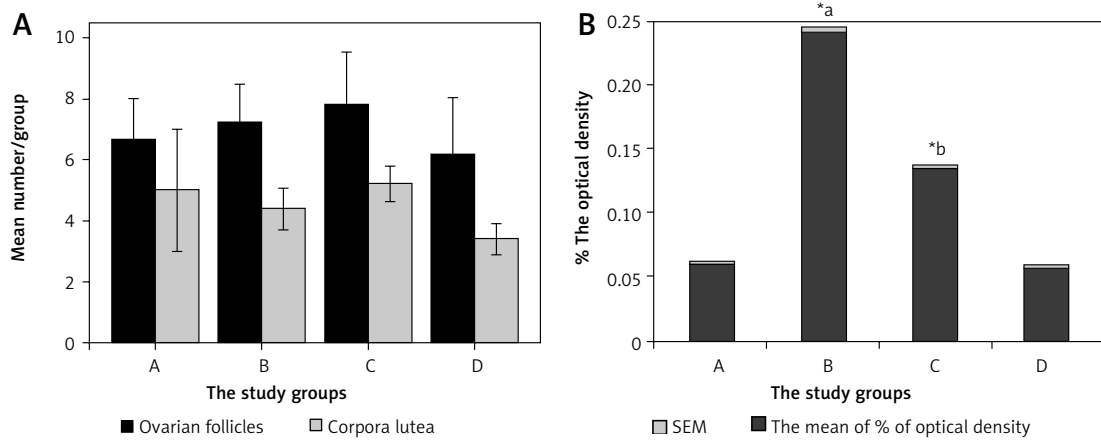 A
Mean number/group
10
8
6
4
2
0
A B C D
The study groups
Ovarian follicles Corpora lutea
B
% The optical density
0.25
0.20
0.15
0.10
0.05
0
*a
*b
A B C D
The study groups
SEM The mean of % of optical density